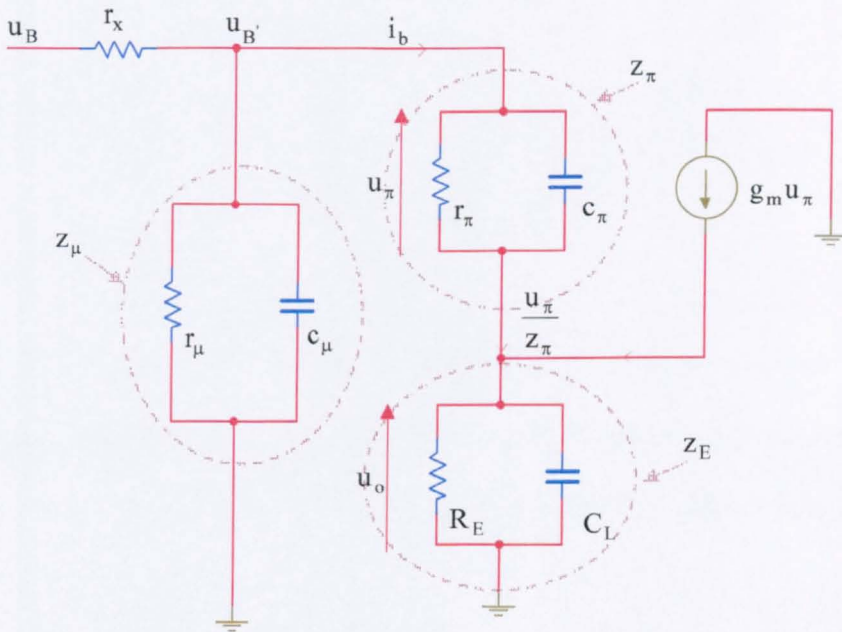 r_x
u_B
u_B'
i_b
z_π
u_π
r_π
c_π
g_m u_π
z_μ
r_μ
c_μ
u_π
z_π
z_E
u_o
R_E
C_L